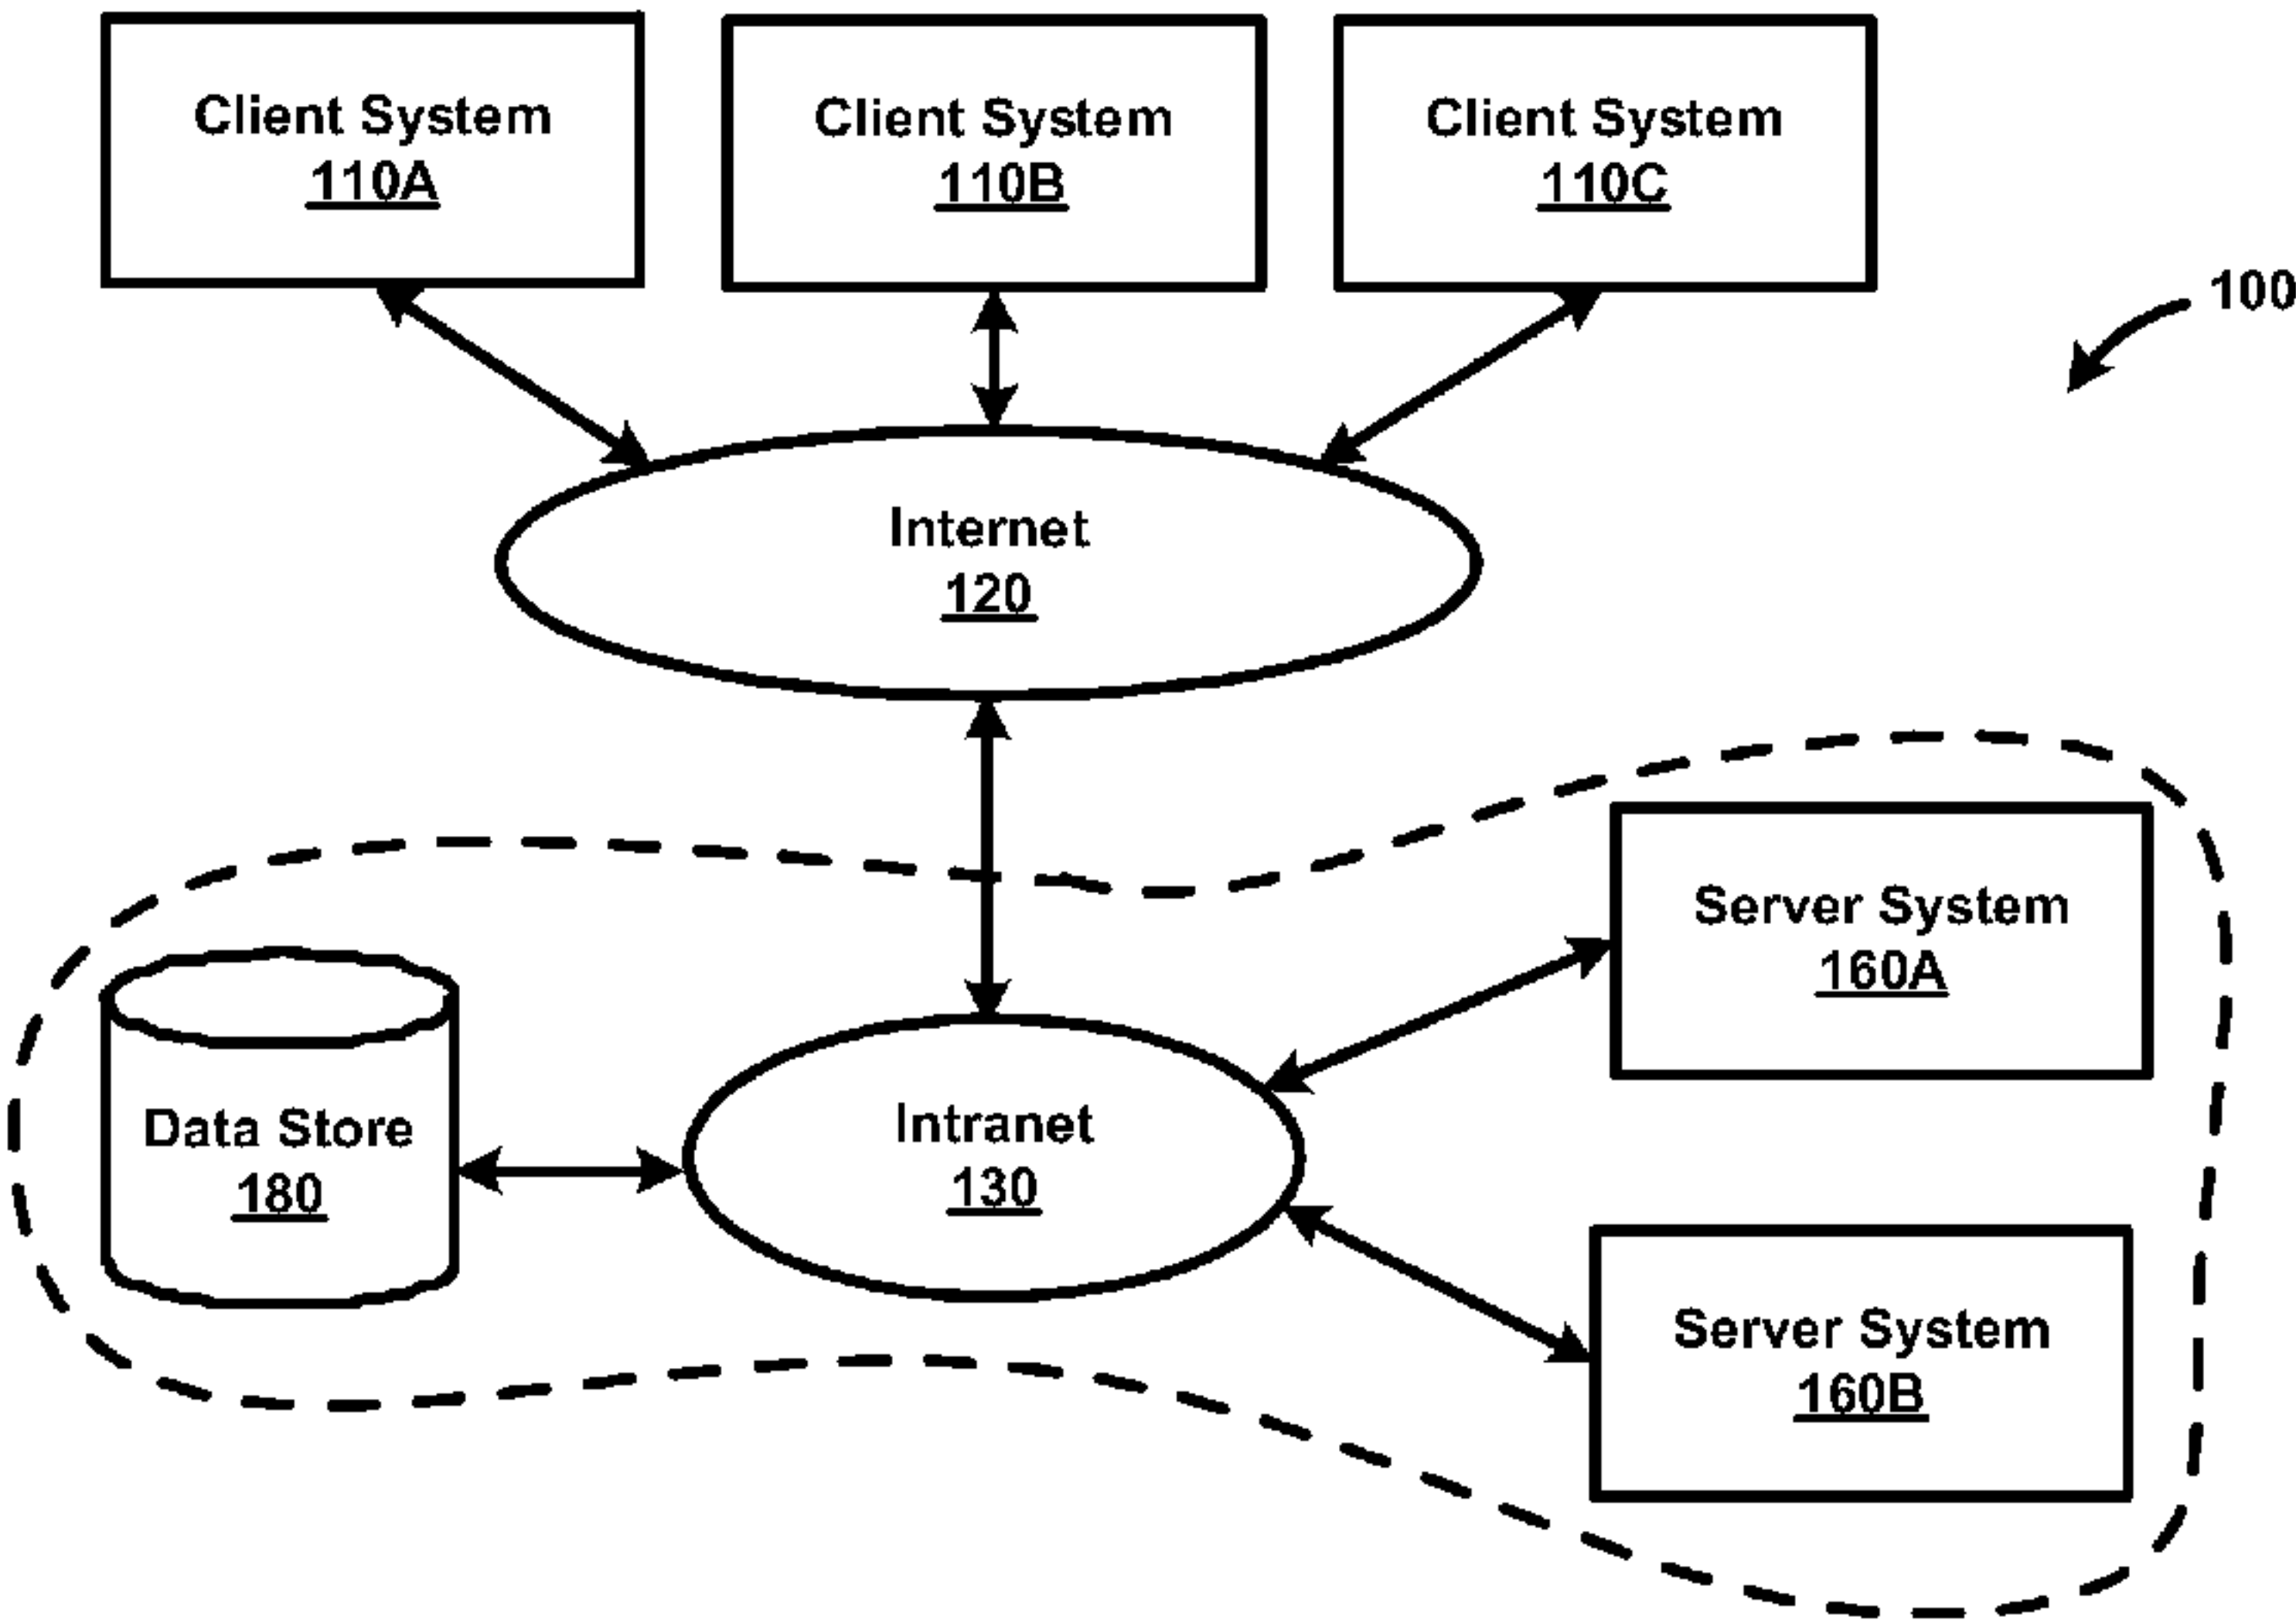 Client System
110A
Client System
110B
Client System
110C
100
Internet
120
Server System
160A
Data Store
180
Intranet
130
Server System
160B